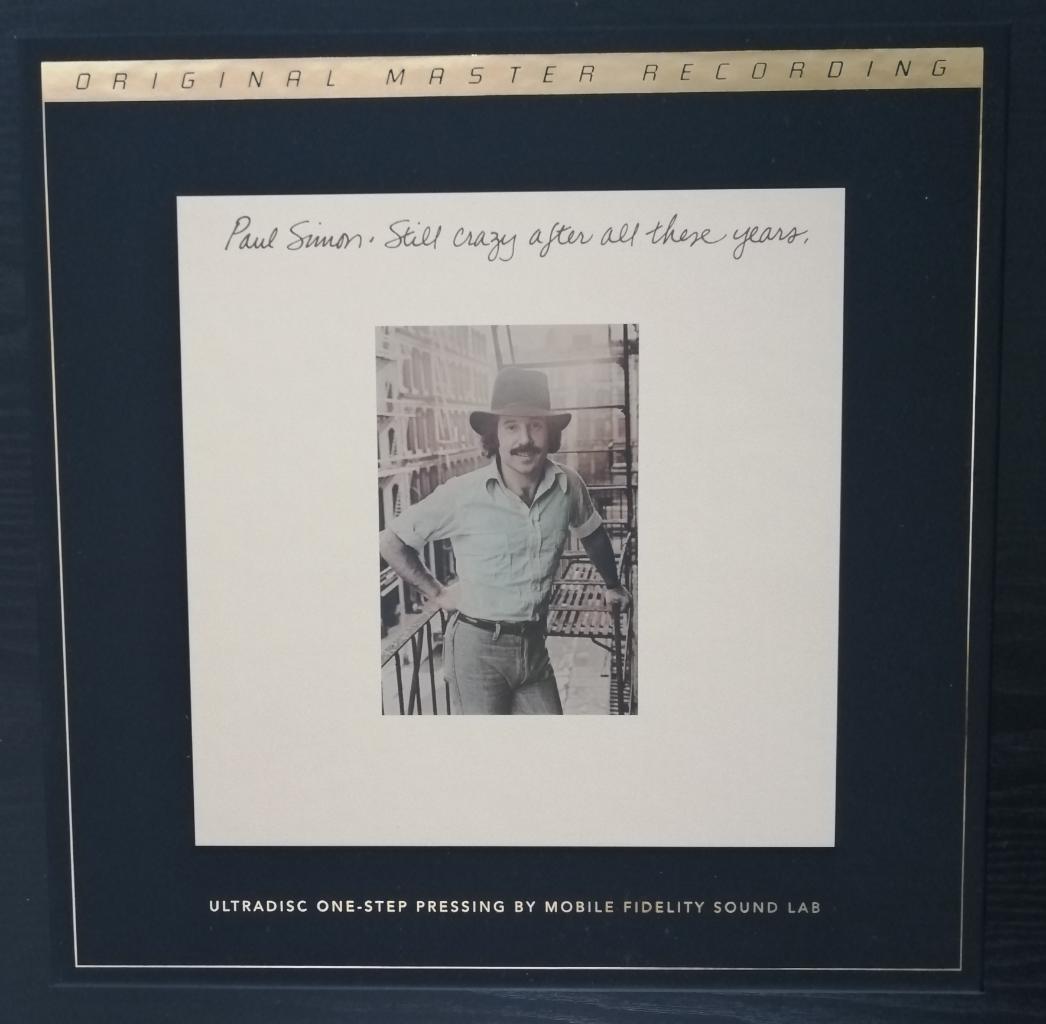 ORIGINAL MASTER RECORDING
Paul Simon. Still crazy after all these years.
ULTRADISC ONE-STEP PRESSING BY MOBILE FIDELITY SOUND LAB